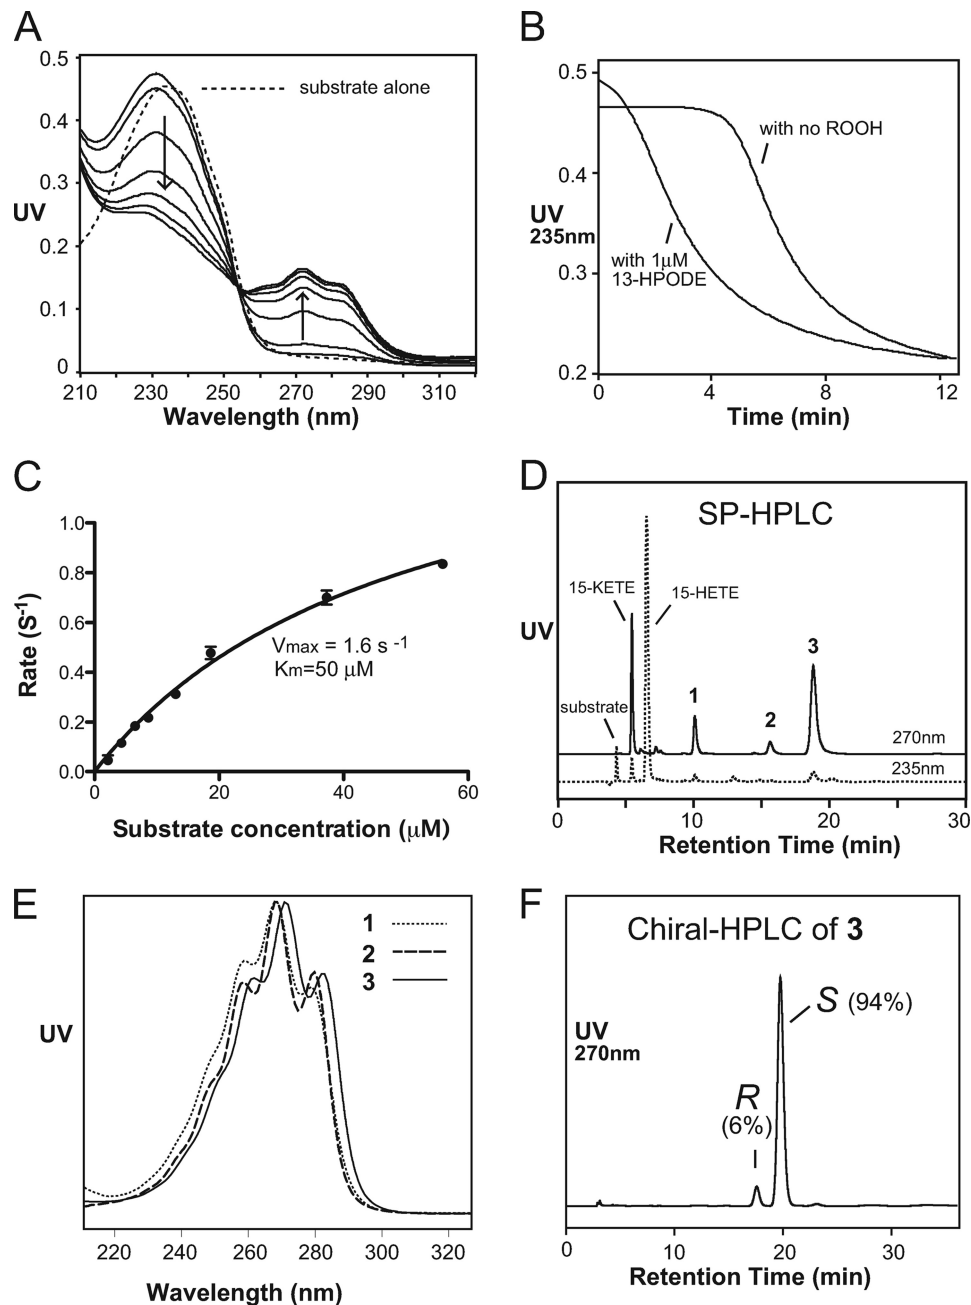 A
0.5
0.4
0.3
UV
0.2
0.1
0
substrate alone
210
230
250
270
290
310
Wavelength (nm)
B
0.5
0.4
UV
235nm
0.3
0.2
with no ROOH
with 1μM
13-HPODE
0
4
8
12
Time (min)
C
1.0
0.8
0.6
0.4
0.2
0.0
Rate (S-1)
Vmax = 1.6 s -1
Km=50 μM
0
20
40
60
Substrate concentration (μM)
D
SP-HPLC
15-KETE
15-HETE
UV
substrate
1
2
3
270nm
235nm
0
10
20
30
Retention Time (min)
E
1
2
3
UV
220
240
260
280
300
320
Wavelength (nm)
F
Chiral-HPLC of 3
S (94%)
UV
270nm
R
(6%)
0
10
20
30
Retention Time (min)